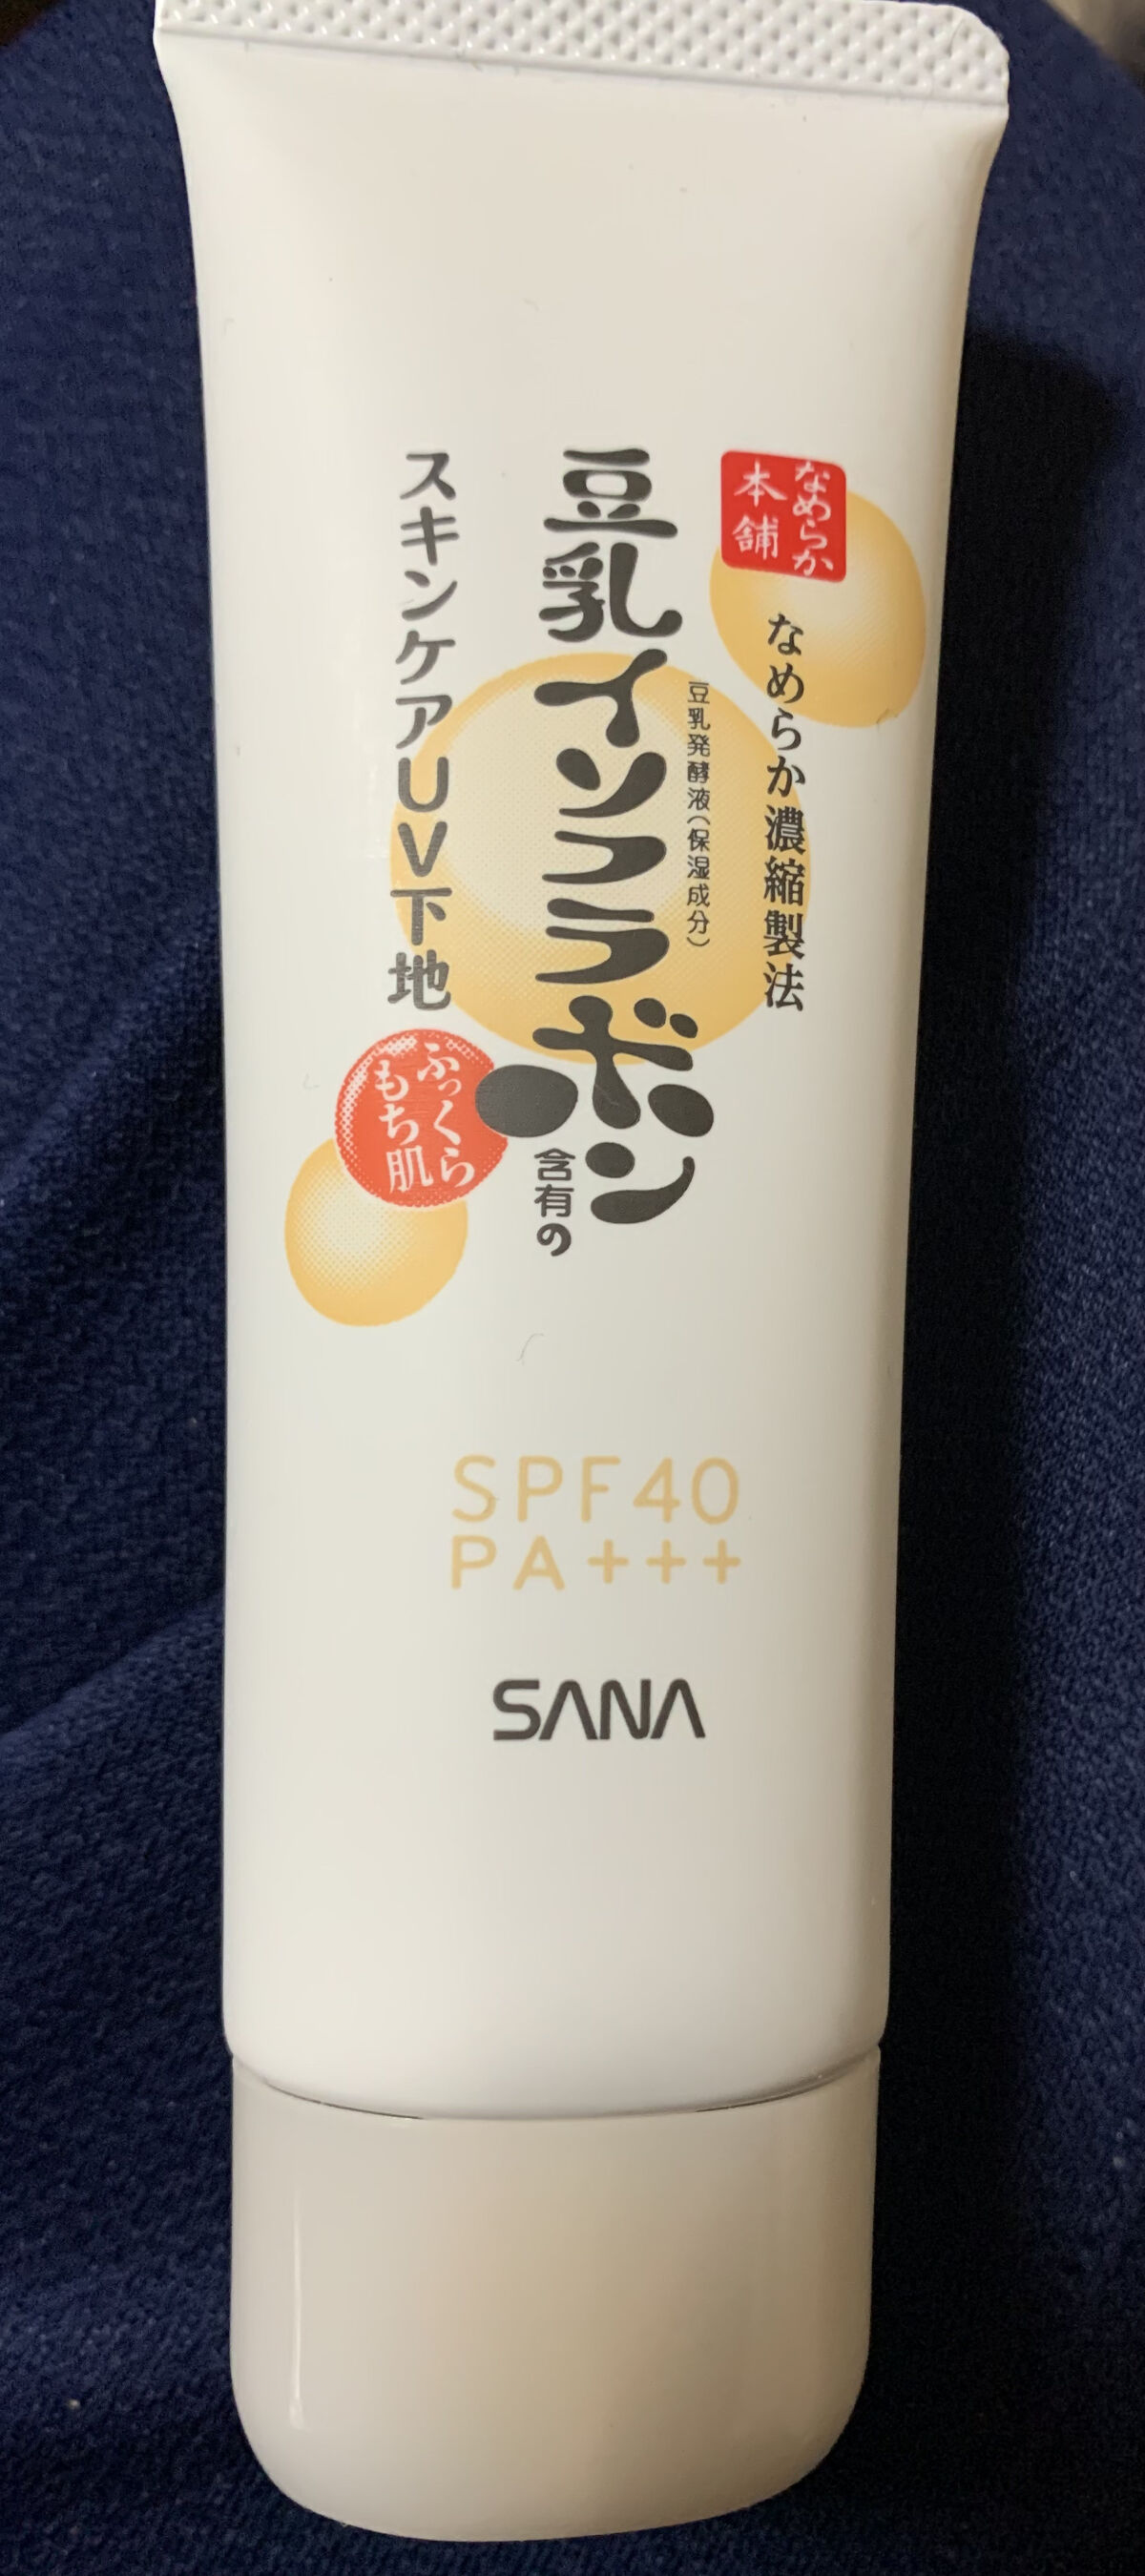 なめらか
本舗
なめらか濃縮製法
豆乳発酵液(保湿成分)
豆乳イソフラボン
含有の
スキンケアUV下地
ふっくら
もち肌
SPF40
PA+++
SANA